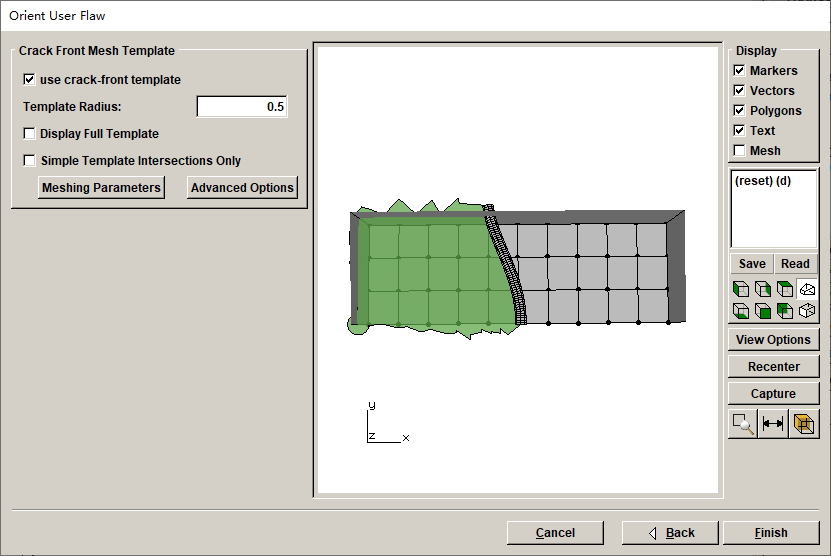 Orient User Flaw
Crack Front Mesh Template
use crack-front template
Template Radius: 0.5
Display Full Template
Simple Template Intersections Only
Meshing Parameters Advanced Options
y
z x
Display
Markers
Vectors
Polygons
Text
Mesh
(reset) (d)
Save Read
View Options
Recenter
Capture
Cancel Back Finish